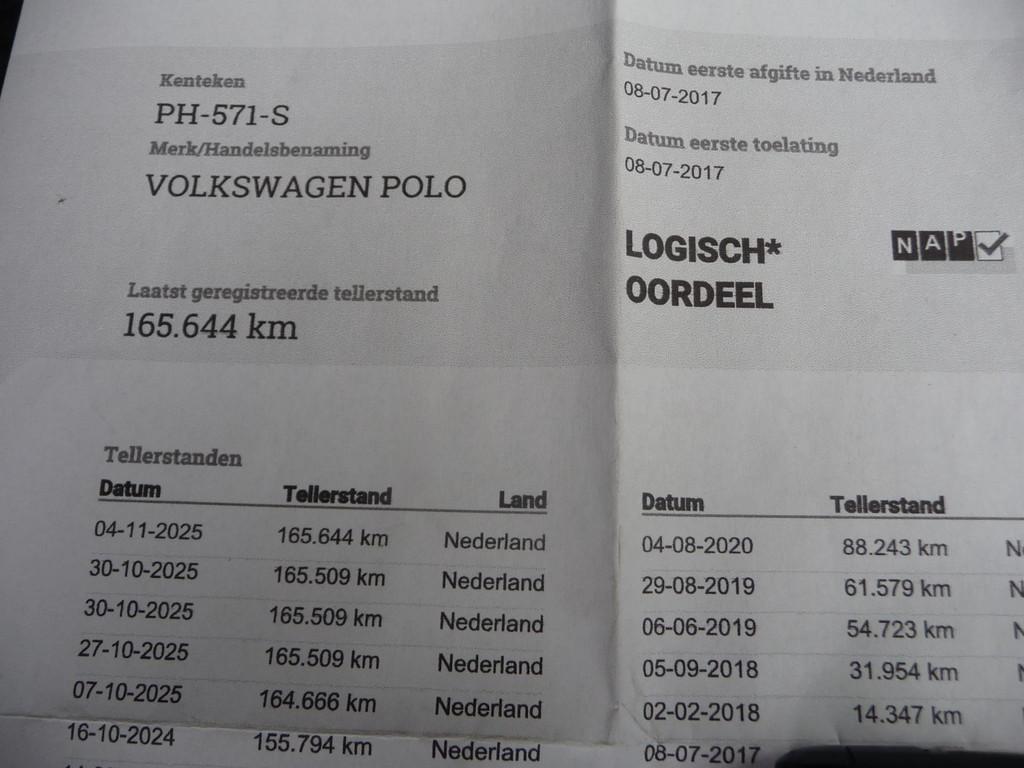 Kenteken
PH-571-S
Merk/Handelsbenaming
VOLKSWAGEN POLO
Laatst geregistreerde tellerstand
165.644 km
Datum eerste afgifte in Nederland
08-07-2017
Datum eerste toelating
08-07-2017
LOGISCH*
OORDEEL
NAP
Tellerstanden
Datum Tellerstand Land
04-11-2025 165.644 km Nederland
30-10-2025 165.509 km Nederland
30-10-2025 165.509 km Nederland
27-10-2025 165.509 km Nederland
07-10-2025 164.666 km Nederland
16-10-2024 155.794 km Nederland
Datum Tellerstand
04-08-2020 88.243 km
29-08-2019 61.579 km
06-06-2019 54.723 km
05-09-2018 31.954 km
02-02-2018 14.347 km
08-07-2017